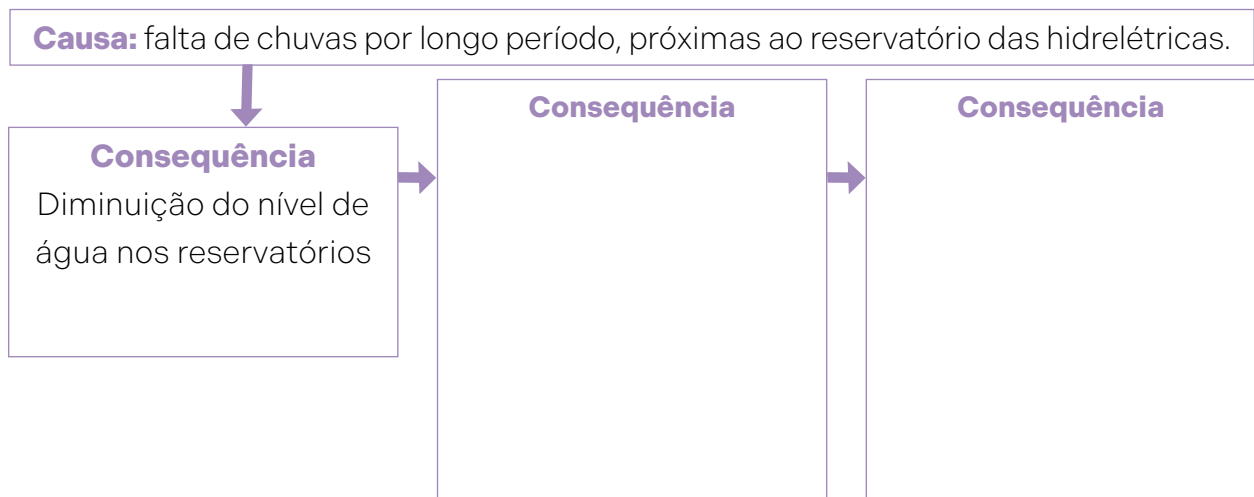 Causa: falta de chuvas por longo período, próximas ao reservatório das hidrelétricas.
Consequência
Diminuição do nível de
água nos reservatórios
Consequência
Consequência